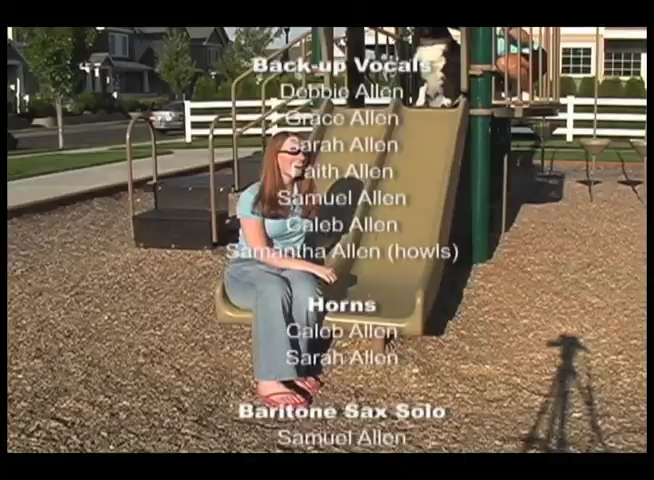 Back-up Vocals
Debbie Allen
Grace Allen
Sarah Allen
Faith Allen
Samuel Allen
Caleb Allen
Samantha Allen (howls)
Horns
Caleb Allen
Sarah Allen
Baritone Sax Solo
Samuel Allen